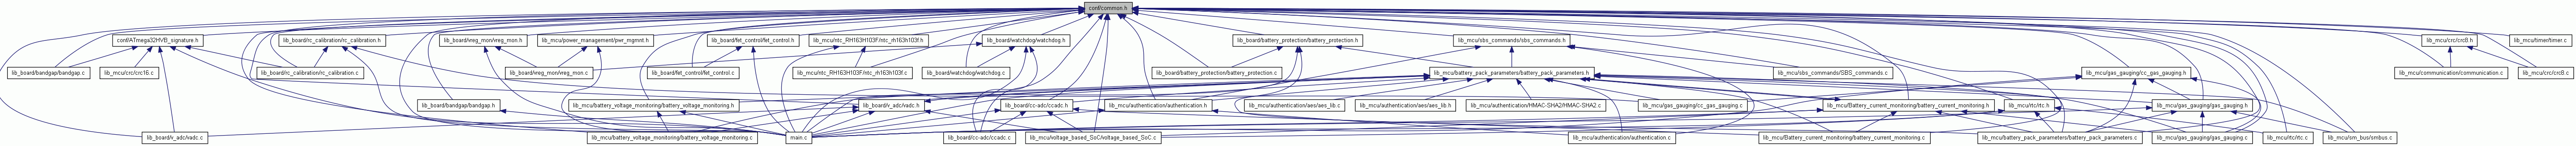 conf/common.h
conf/ATmega32HVB_signature.h
lib_board/rc_calibration/rc_calibration.h
lib_board/vreg_mon/vreg_mon.h
lib_mcu/power_management/pwr_mgmnt.h
lib_board/fet_control/fet_control.h
lib_mcu/ntc_RH163H103F/ntc_rh163h103f.h
lib_board/watchdog/watchdog.h
lib_board/battery_protection/battery_protection.h
lib_mcu/sbs_commands/sbs_commands.h
lib_mcu/crc/crc8.h
lib_mcu/timer/timer.c
lib_board/bandgap/bandgap.c
lib_mcu/crc/crc16.c
lib_board/rc_calibration/rc_calibration.c
lib_board/vreg_mon/vreg_mon.c
lib_board/fet_control/fet_control.c
lib_mcu/ntc_RH163H103F/ntc_rh163h103f.c
lib_board/watchdog/watchdog.c
lib_board/battery_protection/battery_protection.c
lib_mcu/battery_pack_parameters/battery_pack_parameters.h
lib_mcu/sbs_commands/SBS_commands.c
lib_mcu/gas_gauging/cc_gas_gauging.h
lib_mcu/communication/communication.c
lib_mcu/crc/crc8.c
lib_board/bandgap/bandgap.h
lib_mcu/battery_voltage_monitoring/battery_voltage_monitoring.h
lib_board/v_adc/vadc.h
lib_board/cc-adc/ccadc.h
lib_mcu/authentication/authentication.h
lib_mcu/authentication/aes/aes_lib.c
lib_mcu/authentication/aes/aes_lib.h
lib_mcu/authentication/HMAC-SHA2/HMAC-SHA2.c
lib_mcu/gas_gauging/cc_gas_gauging.c
lib_mcu/Battery_current_monitoring/battery_current_monitoring.h
lib_mcu/rtc/rtc.h
lib_mcu/gas_gauging/gas_gauging.h
lib_board/v_adc/vadc.c
lib_mcu/battery_voltage_monitoring/battery_voltage_monitoring.c
main.c
lib_board/cc-adc/ccadc.c
lib_mcu/voltage_based_SoC/voltage_based_SoC.c
lib_mcu/authentication/authentication.c
lib_mcu/Battery_current_monitoring/battery_current_monitoring.c
lib_mcu/battery_pack_parameters/battery_pack_parameters.c
lib_mcu/gas_gauging/gas_gauging.c
lib_mcu/rtc/rtc.c
lib_mcu/sm_bus/smbus.c